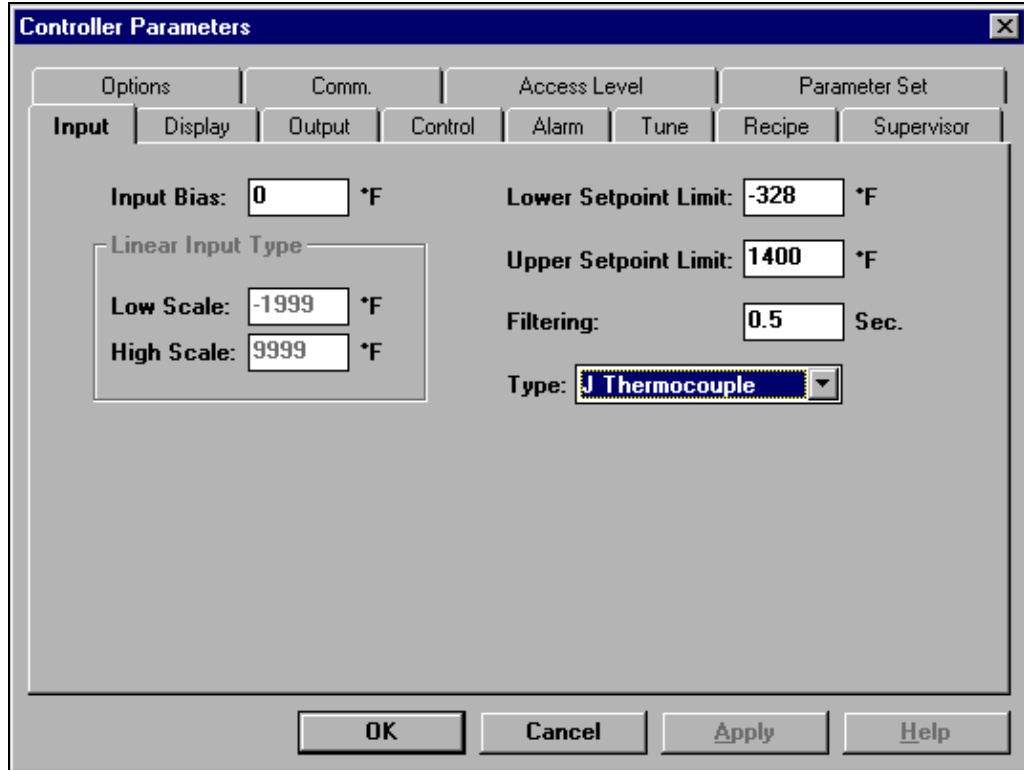 Controller Parameters
Options Comm. Access Level Parameter Set
Input Display Output Control Alarm Tune Recipe Supervisor
Input Bias: 0 °F Lower Setpoint Limit: -328 °F
Linear Input Type
Upper Setpoint Limit: 1400 °F
Low Scale: -1999 °F Filtering: 0.5 Sec.
High Scale: 9999 °F
Type: J Thermocouple
OK Cancel Apply Help